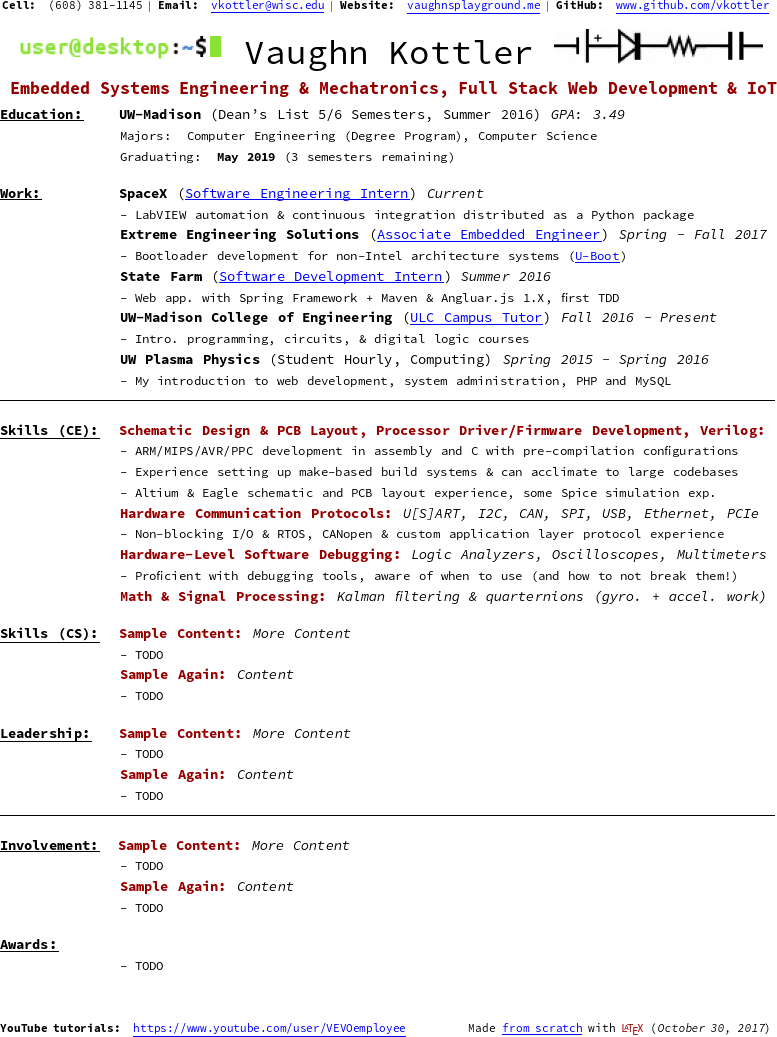 Cell: (608) 381-1145 | Email: vkottler@wisc.edu | Website: vaughnsplayground.me | GitHub: www.github.com/vkottler
user@desktop:~$ Vaughn Kottler +
Embedded Systems Engineering & Mechatronics, Full Stack Web Development & IoT
Education: UW-Madison (Dean's List 5/6 Semesters, Summer 2016) GPA: 3.49
Majors: Computer Engineering (Degree Program), Computer Science
Graduating: May 2019 (3 semesters remaining)
Work: SpaceX (Software Engineering Intern) Current
- LabVIEW automation & continuous integration distributed as a Python package
Extreme Engineering Solutions (Associate Embedded Engineer) Spring - Fall 2017
- Bootloader development for non-Intel architecture systems (U-Boot)
State Farm (Software Development Intern) Summer 2016
- Web app. with Spring Framework + Maven & Angluar.js 1.X, first TDD
UW-Madison College of Engineering (ULC Campus Tutor) Fall 2016 - Present
- Intro. programming, circuits, & digital logic courses
UW Plasma Physics (Student Hourly, Computing) Spring 2015 - Spring 2016
- My introduction to web development, system administration, PHP and MySQL
Skills (CE): Schematic Design & PCB Layout, Processor Driver/Firmware Development, Verilog:
- ARM/MIPS/AVR/PPC development in assembly and C with pre-compilation configurations
- Experience setting up make-based build systems & can acclimate to large codebases
- Altium & Eagle schematic and PCB layout experience, some Spice simulation exp.
Hardware Communication Protocols: U[S]ART, I2C, CAN, SPI, USB, Ethernet, PCIe
- Non-blocking I/O & RTOS, CANopen & custom application layer protocol experience
Hardware-Level Software Debugging: Logic Analyzers, Oscilloscopes, Multimeters
- Proficient with debugging tools, aware of when to use (and how to not break them!)
Math & Signal Processing: Kalman filtering & quarternions (gyro. + accel. work)
Skills (CS): Sample Content: More Content
- TODO
Sample Again: Content
- TODO
Leadership: Sample Content: More Content
- TODO
Sample Again: Content
- TODO
Involvement: Sample Content: More Content
- TODO
Sample Again: Content
- TODO
Awards:
- TODO
YouTube tutorials: https://www.youtube.com/user/VEVOemployee Made from scratch with LATEX (October 30, 2017)